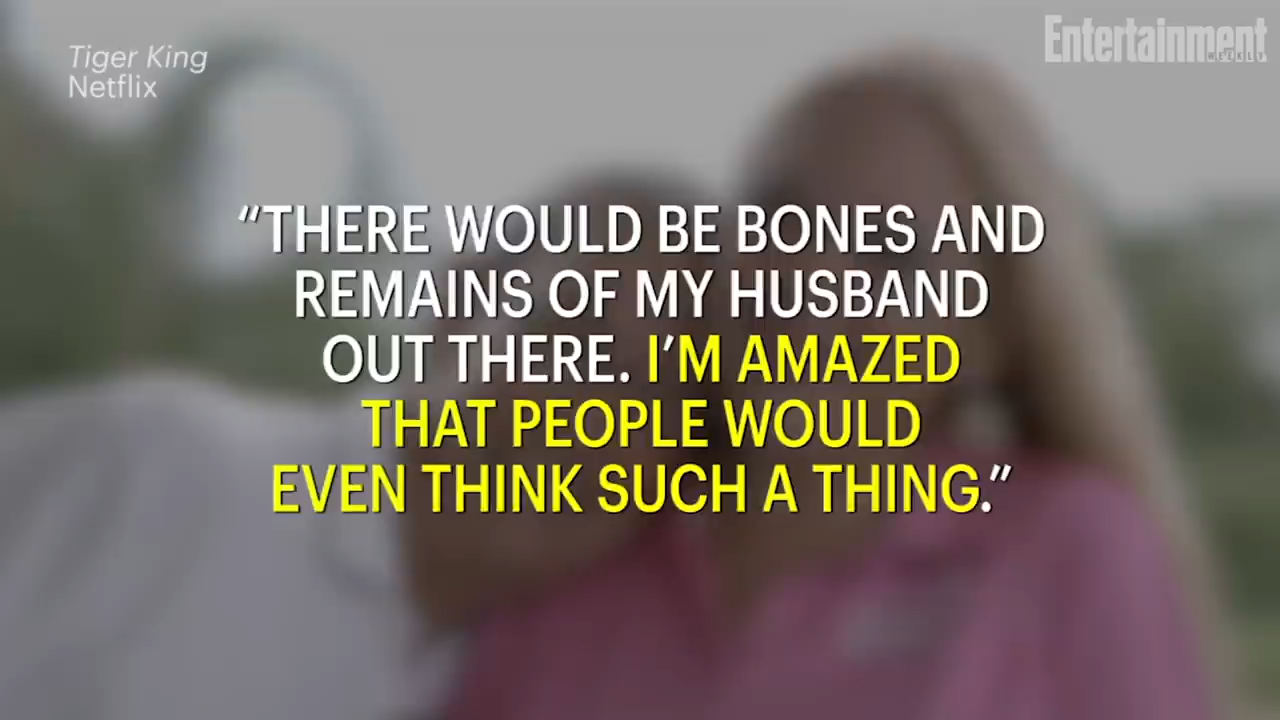 Tiger King
Netflix
Entertainment
WEEKLY
“THERE WOULD BE BONES AND
REMAINS OF MY HUSBAND
OUT THERE. I’M AMAZED
THAT PEOPLE WOULD
EVEN THINK SUCH A THING.”